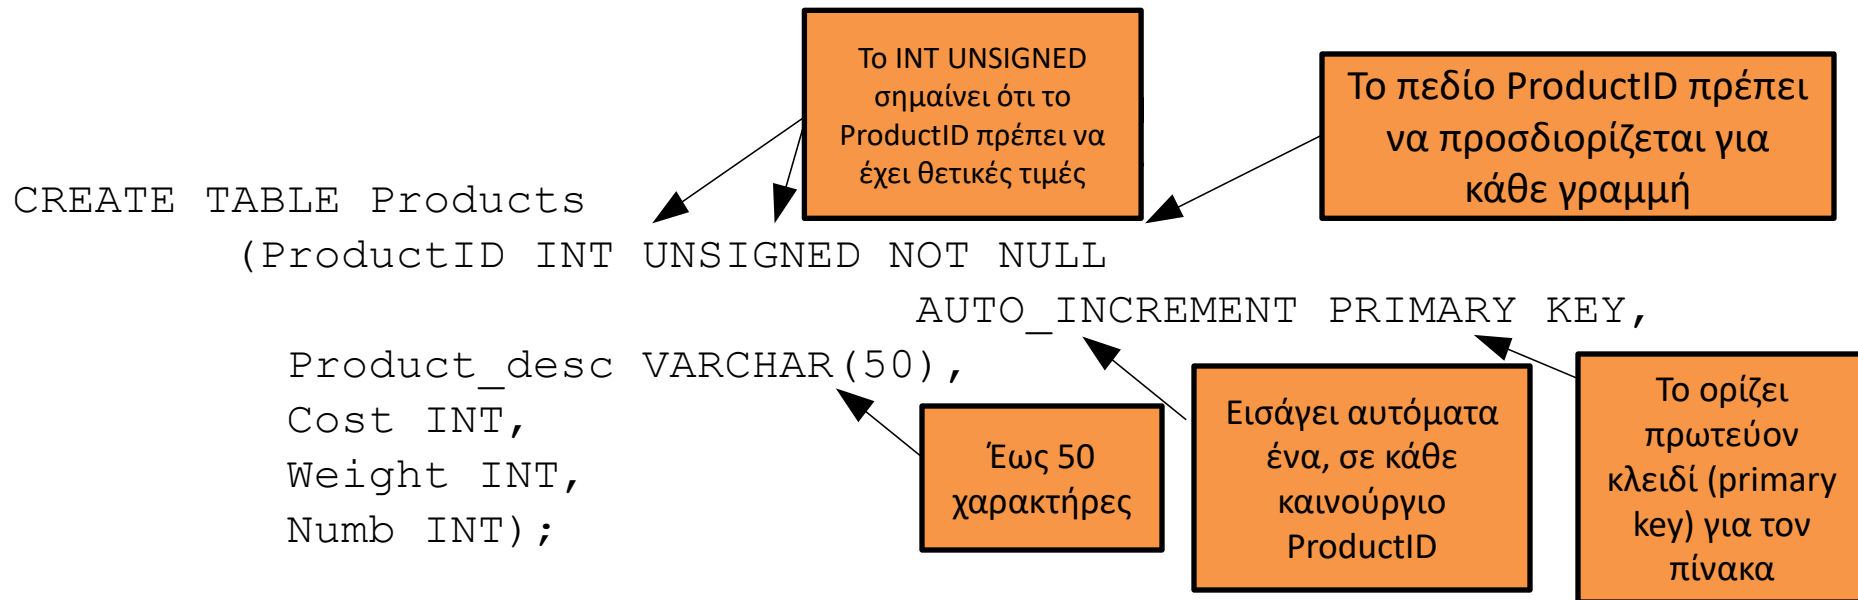 Το INT UNSIGNED
σημαίνει ότι το
ProductID πρέπει να
έχει θετικές τιμές
Το πεδίο ProductID πρέπει
να προσδιορίζεται για
κάθε γραμμή
CREATE TABLE Products
(ProductID INT UNSIGNED NOT NULL
AUTO_INCREMENT PRIMARY KEY,
Product_desc VARCHAR(50),
Cost INT,
Weight INT,
Numb INT);
Έως 50
χαρακτήρες
Εισάγει αυτόματα
ένα, σε κάθε
καινούργιο
ProductID
Το ορίζει
πρωτεύον
κλειδί (primary
key) για τον
πίνακα